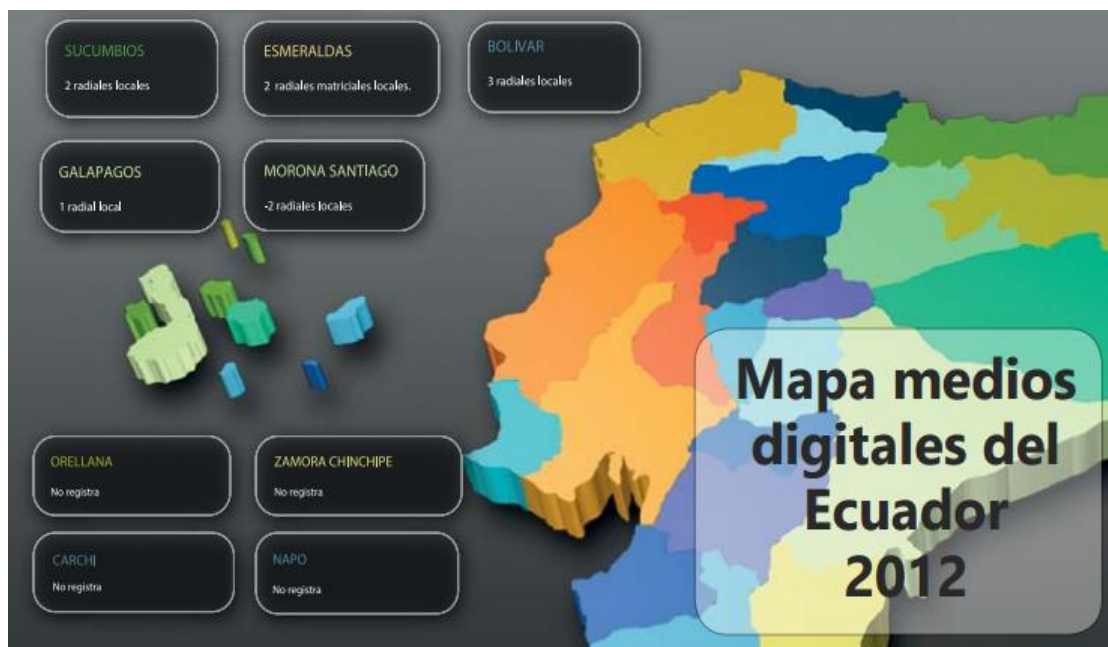 SUCUMBIOS
2 radiales locales
ESMERALDAS
2 radiales matriciales locales.
BOLIVAR
3 radiales locales
GALAPAGOS
1 radial local
MORONA SANTIAGO
-2 radiales locales
ORELLANA
No registra
ZAMORA CHINCHIPE
No registra
CARCHI
No registra
NAPO
No registra
Mapa medios
digitales del
Ecuador
2012